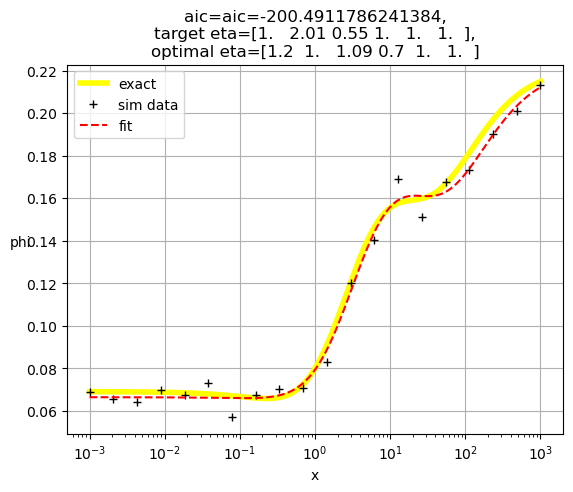 aic=aic=-200.4911786241384,
target eta=[1.   2.01 0.55 1.   1.   1.  ],
optimal eta=[1.2  1.   1.09 0.7  1.   1.  ]
exact
sim data
fit
0.22
0.20
0.18
0.16
0.14
0.12
0.10
0.08
0.06
phi
10⁻³
10⁻²
10⁻¹
10⁰
10¹
10²
10³
x